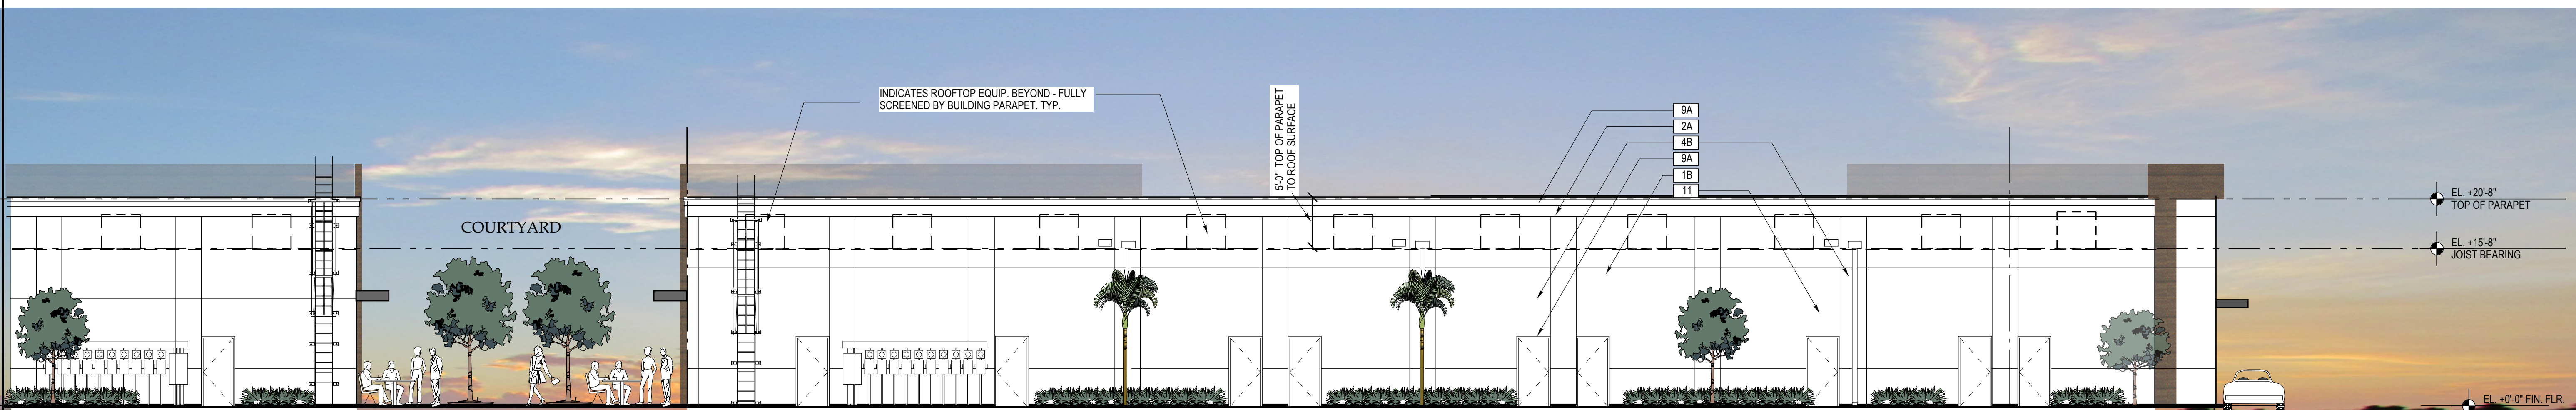 INDICATES ROOFTOP EQUIP. BEYOND - FULLY
SCREENED BY BUILDING PARAPET. TYP.
5'-0" TOP OF PARAPET
TO ROOF SURFACE
9A
2A
4B
9A
1B
11
COURTYARD
EL. +20'-8"
TOP OF PARAPET
EL. +15'-8"
JOIST BEARING
EL. +0'-0" FIN. FLR.